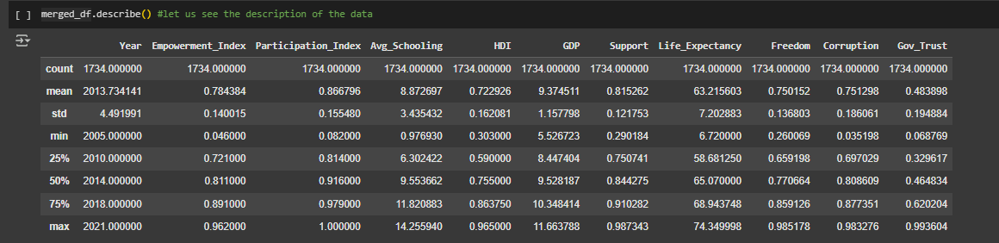 [ ] merged_df.describe() #let us see the description of the data
Year Empowerment_Index Participation_Index Avg_Schooling HDI GDP Support Life_Expectancy Freedom Corruption Gov_Trust
count 1734.000000 1734.000000 1734.000000 1734.000000 1734.000000 1734.000000 1734.000000 1734.000000 1734.000000 1734.000000 1734.000000
mean 2013.734141 0.784384 0.866796 8.872697 0.722926 9.374511 0.815262 63.215603 0.750152 0.751298 0.483898
std 4.491991 0.140015 0.155480 3.435432 0.162081 1.157798 0.121753 7.202883 0.136803 0.186061 0.194884
min 2005.000000 0.046000 0.082000 0.976930 0.303000 5.526723 0.290184 6.720000 0.260069 0.035198 0.068769
25% 2010.000000 0.721000 0.814000 6.302422 0.590000 8.447404 0.750741 58.681250 0.659198 0.697029 0.329617
50% 2014.000000 0.811000 0.916000 9.553662 0.755000 9.528187 0.844275 65.070000 0.770664 0.808609 0.464834
75% 2018.000000 0.891000 0.979000 11.820883 0.863750 10.348414 0.910282 68.943748 0.859126 0.877351 0.620204
max 2021.000000 0.962000 1.000000 14.255940 0.965000 11.663788 0.987343 74.349998 0.985178 0.983276 0.993604